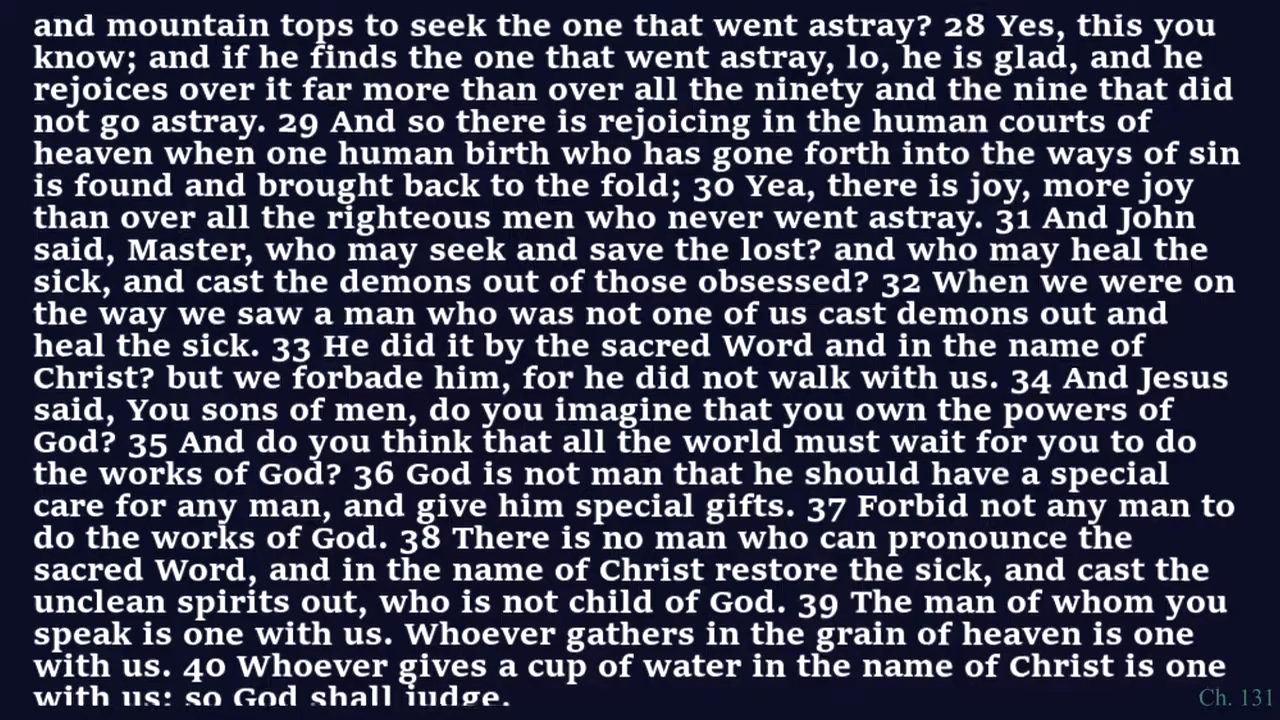 and mountain tops to seek the one that went astray? 28 Yes, this you
know; and if he finds the one that went astray, lo, he is glad, and he
rejoices over it far more than over all the ninety and the nine that did
not go astray. 29 And so there is rejoicing in the human courts of
heaven when one human birth who has gone forth into the ways of sin
is found and brought back to the fold; 30 Yea, there is joy, more joy
than over all the righteous men who never went astray. 31 And John
said, Master, who may seek and save the lost? and who may heal the
sick, and cast the demons out of those obsessed? 32 When we were on
the way we saw a man who was not one of us cast demons out and
heal the sick. 33 He did it by the sacred Word and in the name of
Christ? but we forbade him, for he did not walk with us. 34 And Jesus
said, You sons of men, do you imagine that you own the powers of
God? 35 And do you think that all the world must wait for you to do
the works of God? 36 God is not man that he should have a special
care for any man, and give him special gifts. 37 Forbid not any man to
do the works of God. 38 There is no man who can pronounce the
sacred Word, and in the name of Christ restore the sick, and cast the
unclean spirits out, who is not child of God. 39 The man of whom you
speak is one with us. Whoever gathers in the grain of heaven is one
with us. 40 Whoever gives a cup of water in the name of Christ is one
with us: so God shall judge.
Ch. 131